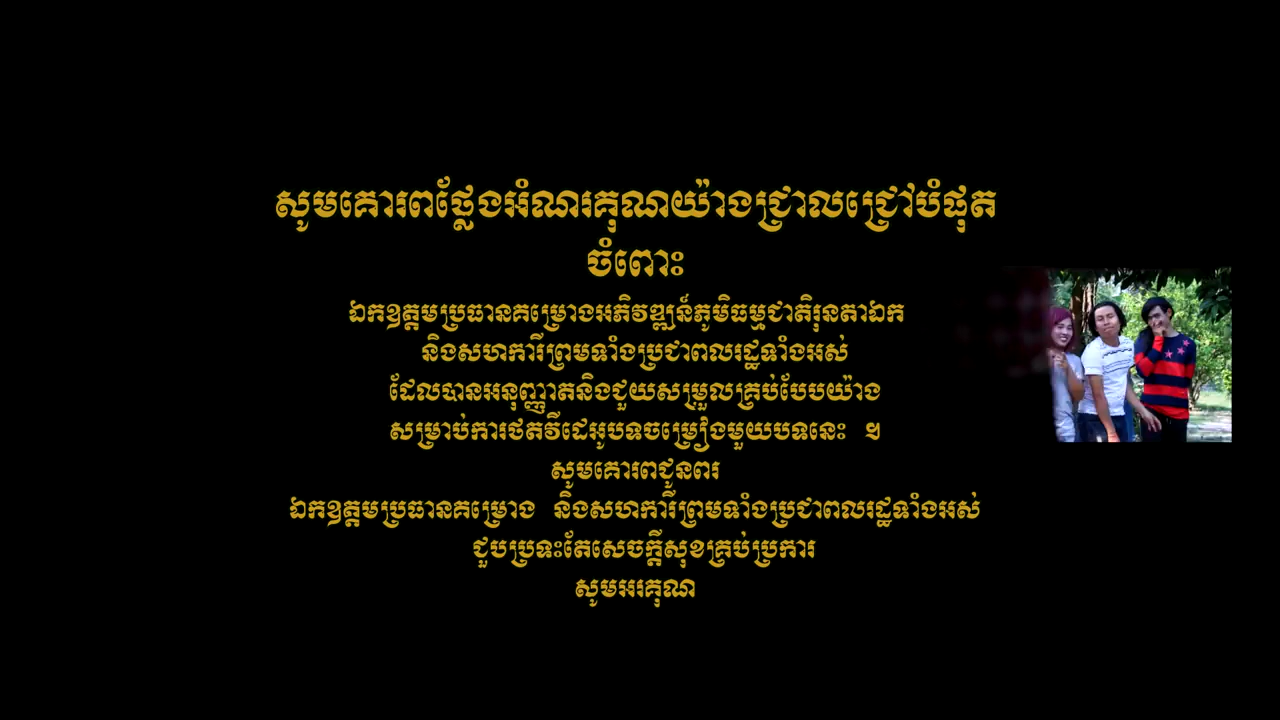 សូមគោរពថ្លែងអំណរគុណយ៉ាងជ្រាលជ្រៅបំផុត
ចំពោះ
ឯកឧត្តមប្រធានគម្រោងអភិវឌ្ឍន៍ភូមិធម្មជាតិរុនតាឯក
និងសហការីព្រមទាំងប្រជាពលរដ្ឋទាំងអស់
ដែលបានអនុញ្ញាតនិងជួយសម្រួលគ្រប់បែបយ៉ាង
សម្រាប់ការថតវីដេអូបទចម្រៀងមួយបទនេះ ។
សូមគោរពជូនពរ
ឯកឧត្តមប្រធានគម្រោង និងសហការីព្រមទាំងប្រជាពលរដ្ឋទាំងអស់
ជួបប្រទះតែសេចក្ដីសុខគ្រប់ប្រការ
សូមអរគុណ